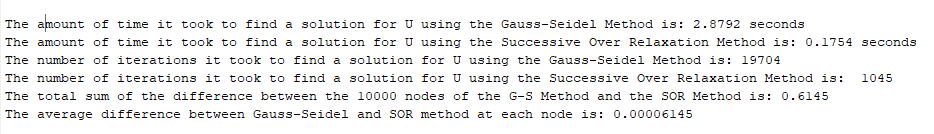 The amount of time it took to find a solution for U using the Gauss-Seidel Method is: 2.8792 seconds
The amount of time it took to find a solution for U using the Successive Over Relaxation Method is: 0.1754 seconds
The number of iterations it took to find a solution for U using the Gauss-Seidel Method is: 19704
The number of iterations it took to find a solution for U using the Successive Over Relaxation Method is:  1045
The total sum of the difference between the 10000 nodes of the G-S Method and the SOR Method is: 0.6145
The average difference between Gauss-Seidel and SOR method at each node is: 0.00006145